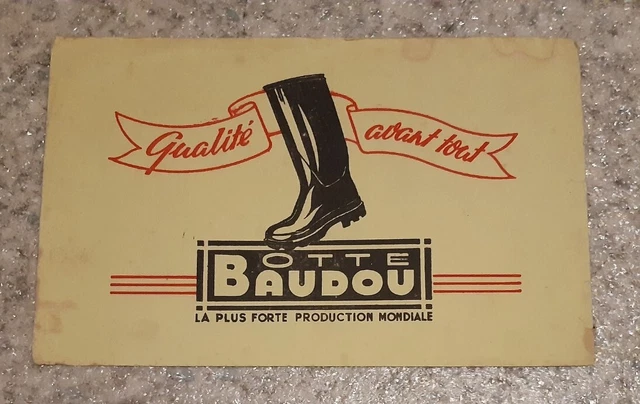 Qualité avant tout
BOTTE
BAUDOU
LA PLUS FORTE PRODUCTION MONDIALE